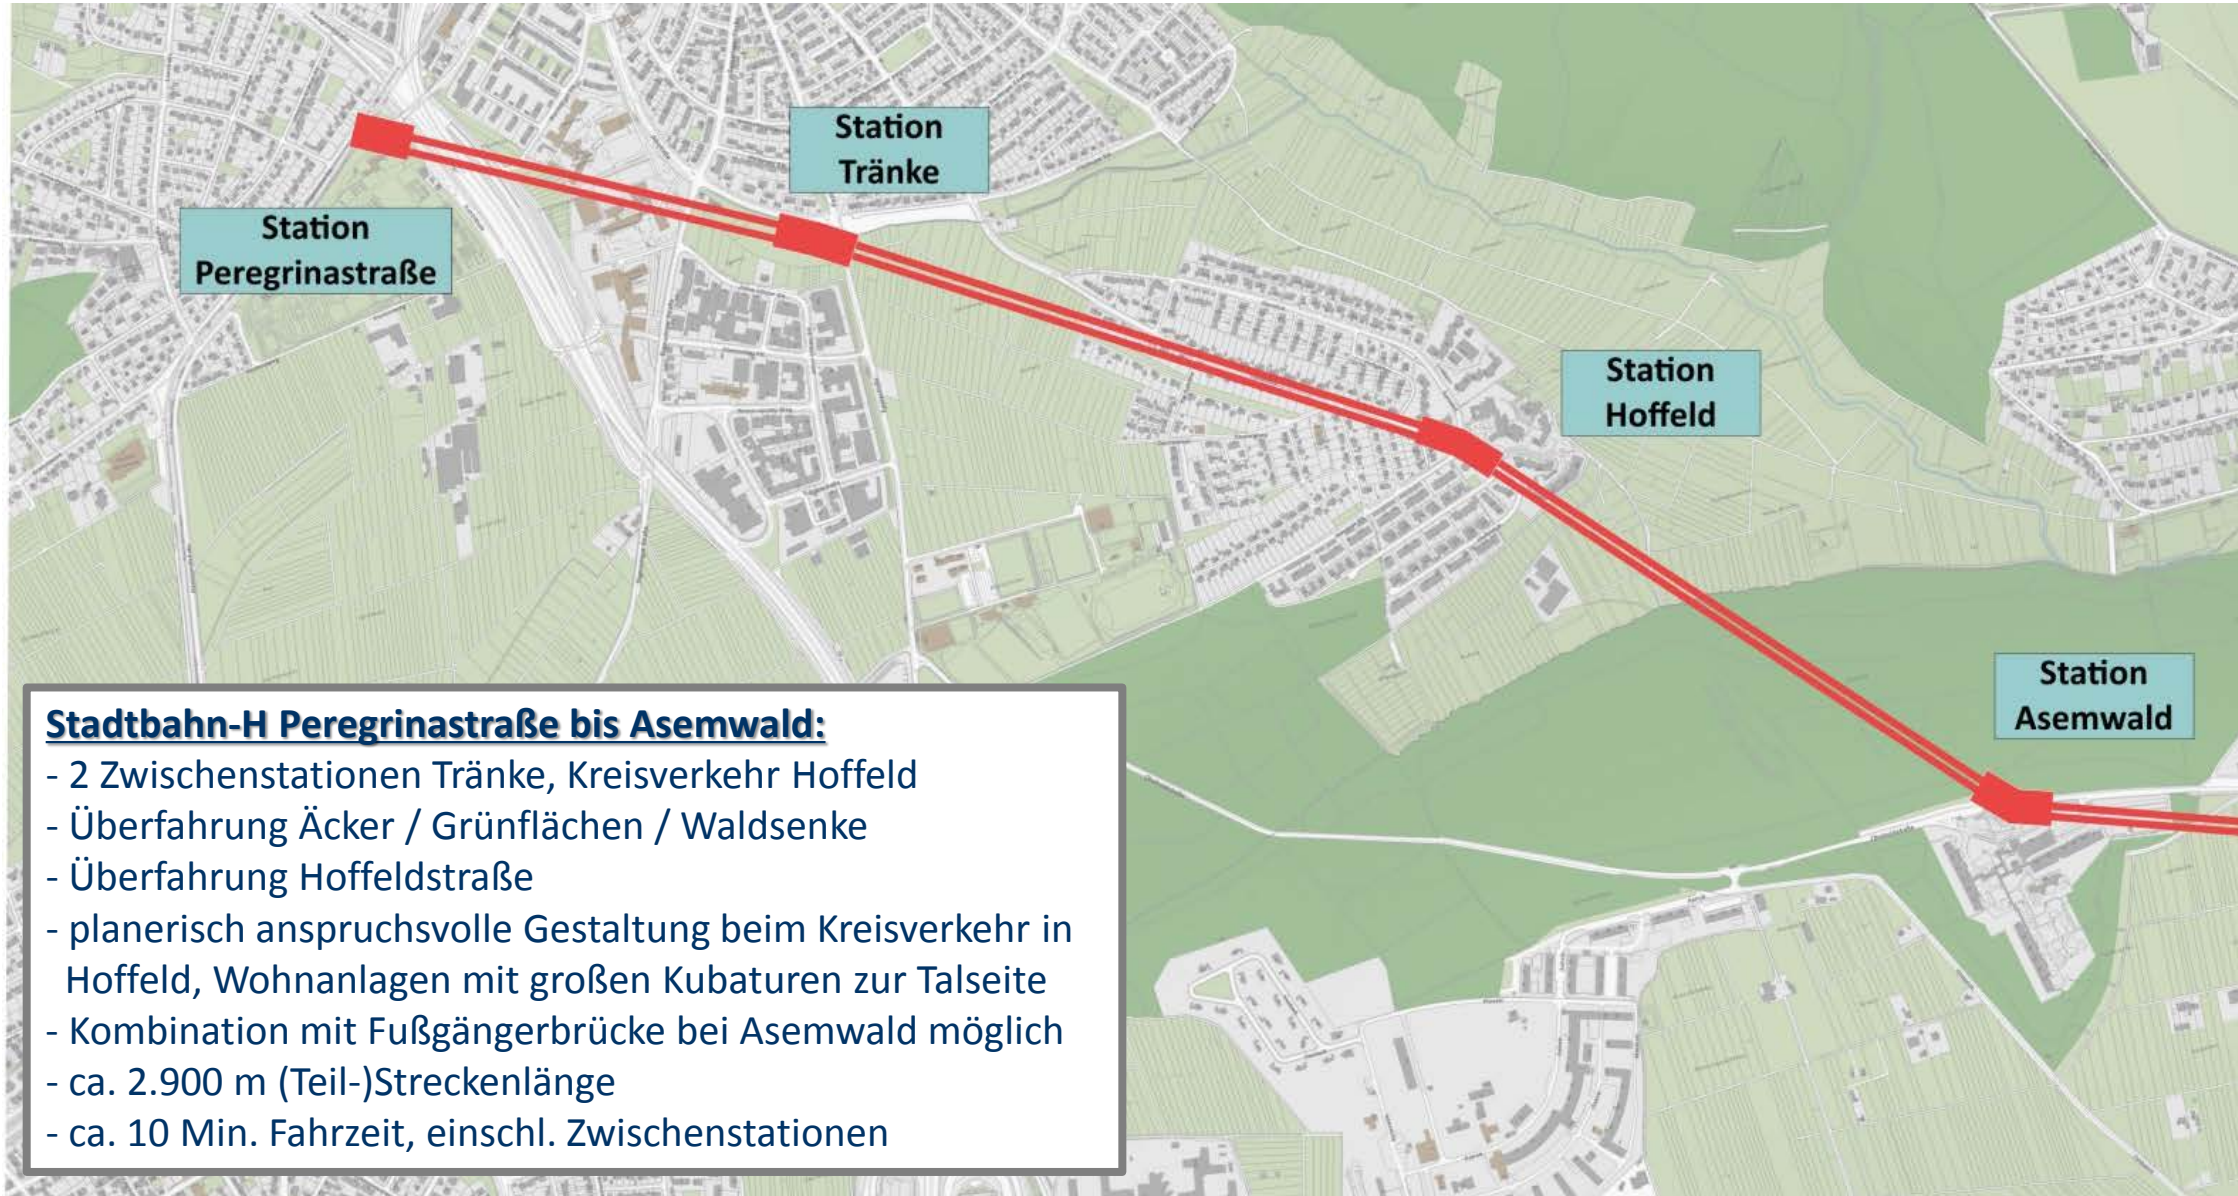 Station
Tränke
Station
Peregrinastraße
Station
Hoffeld
Station
Asemwald
Stadtbahn-H Peregrinastraße bis Asemwald:
- 2 Zwischenstationen Tränke, Kreisverkehr Hoffeld
- Überfahrung Äcker / Grünflächen / Waldsenke
- Überfahrung Hoffeldstraße
- planerisch anspruchsvolle Gestaltung beim Kreisverkehr in
Hoffeld, Wohnanlagen mit großen Kubaturen zur Talseite
- Kombination mit Fußgängerbrücke bei Asemwald möglich
- ca. 2.900 m (Teil-)Streckenlänge
- ca. 10 Min. Fahrzeit, einschl. Zwischenstationen